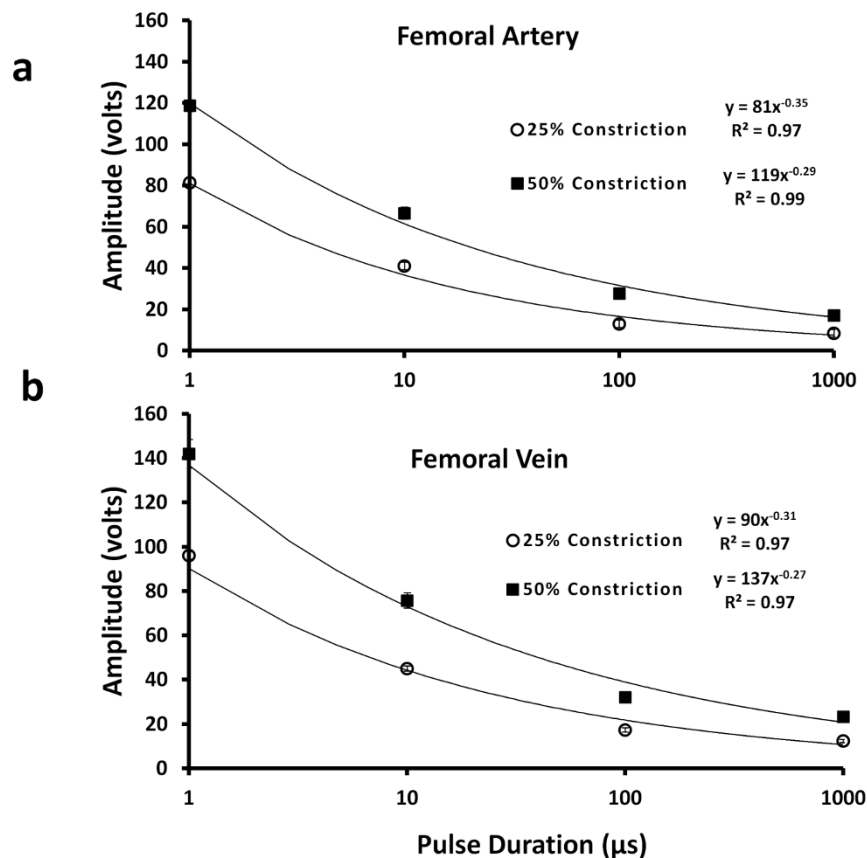 a
Femoral Artery
Amplitude (volts)
160
140
120
100
80
60
40
20
0
25% Constriction
y = 81x^-0.35
R² = 0.97
50% Constriction
y = 119x^-0.29
R² = 0.99
1
10
100
1000
b
Femoral Vein
Amplitude (volts)
160
140
120
100
80
60
40
20
0
25% Constriction
y = 90x^-0.31
R² = 0.97
50% Constriction
y = 137x^-0.27
R² = 0.97
1
10
100
1000
Pulse Duration (µs)